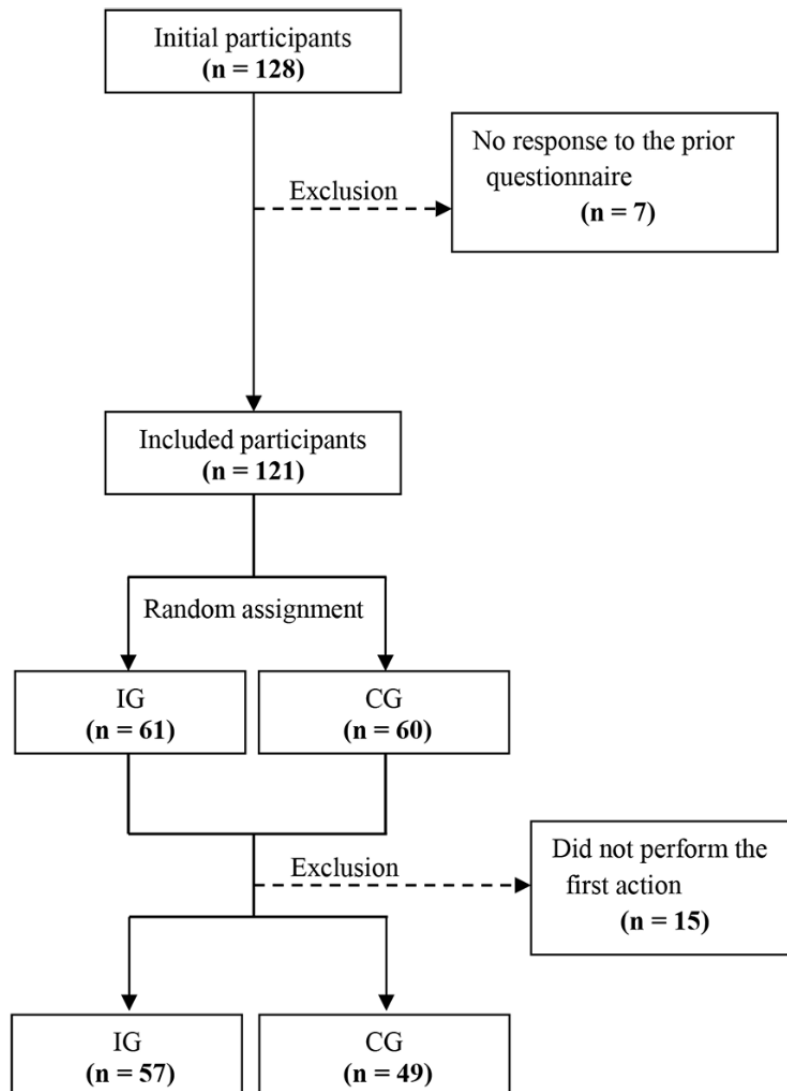 Initial participants
(n = 128)
No response to the prior
questionnaire
(n = 7)
Exclusion
Included participants
(n = 121)
Random assignment
IG
(n = 61)
CG
(n = 60)
Did not perform the
first action
(n = 15)
Exclusion
IG
(n = 57)
CG
(n = 49)